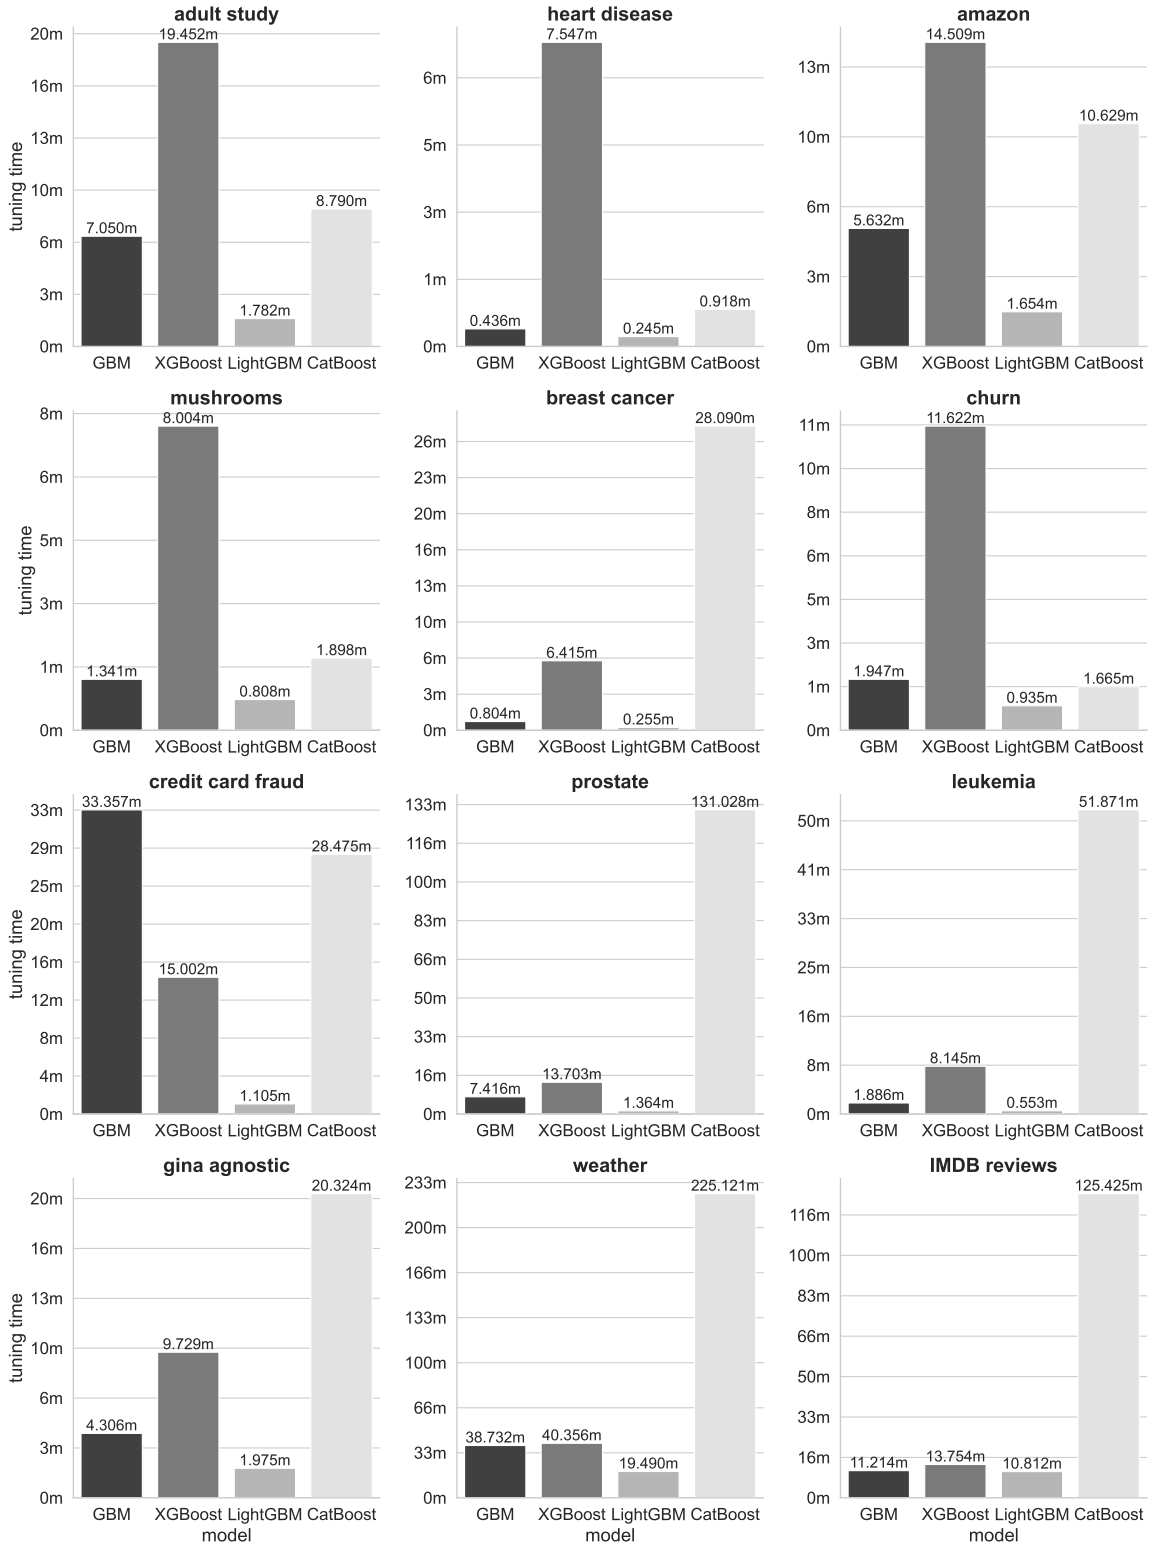 adult study
tuning time
20m
16m
13m
10m
6m
3m
0m
7.050m
19.452m
1.782m
8.790m
GBM XGBoost LightGBM CatBoost
heart disease
6m
5m
3m
1m
0m
0.436m
7.547m
0.245m
0.918m
GBM XGBoost LightGBM CatBoost
amazon
13m
10m
6m
3m
0m
5.632m
14.509m
1.654m
10.629m
GBM XGBoost LightGBM CatBoost
mushrooms
tuning time
8m
6m
5m
3m
1m
0m
1.341m
8.004m
0.808m
1.898m
GBM XGBoost LightGBM CatBoost
breast cancer
26m
23m
20m
16m
13m
10m
6m
3m
0m
0.804m
6.415m
0.255m
28.090m
GBM XGBoost LightGBM CatBoost
churn
11m
10m
8m
6m
5m
3m
1m
0m
1.947m
11.622m
0.935m
1.665m
GBM XGBoost LightGBM CatBoost
credit card fraud
tuning time
33m
29m
25m
20m
16m
12m
8m
4m
0m
33.357m
15.002m
1.105m
28.475m
GBM XGBoost LightGBM CatBoost
prostate
133m
116m
100m
83m
66m
50m
33m
16m
0m
7.416m
13.703m
1.364m
131.028m
GBM XGBoost LightGBM CatBoost
leukemia
50m
41m
33m
25m
16m
8m
0m
1.886m
8.145m
0.553m
51.871m
GBM XGBoost LightGBM CatBoost
gina agnostic
tuning time
20m
16m
13m
10m
6m
3m
0m
4.306m
9.729m
1.975m
20.324m
GBM XGBoost LightGBM CatBoost
model
weather
233m
200m
166m
133m
100m
66m
33m
0m
38.732m
40.356m
19.490m
225.121m
GBM XGBoost LightGBM CatBoost
model
IMDB reviews
116m
100m
83m
66m
50m
33m
16m
0m
11.214m
13.754m
10.812m
125.425m
GBM XGBoost LightGBM CatBoost
model